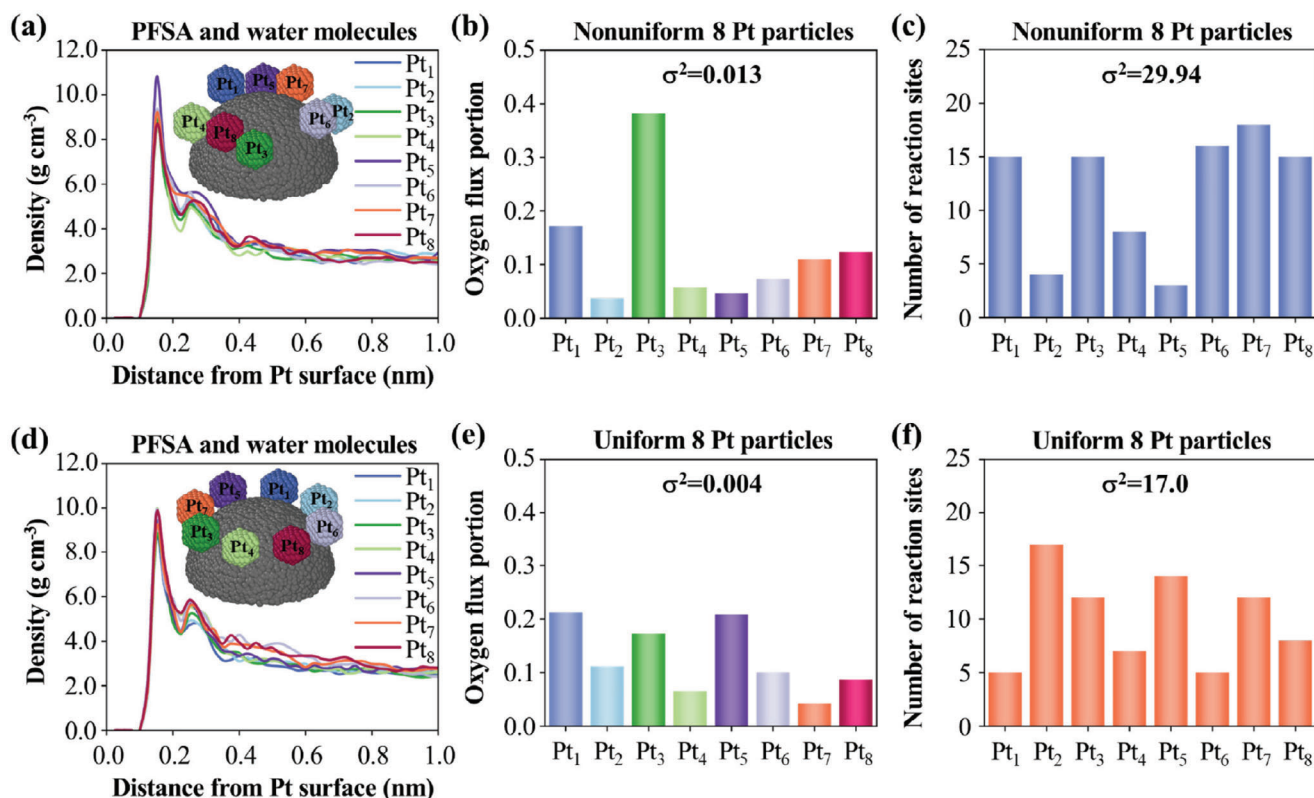 (a)
PFSA and water molecules
12.0
10.0
8.0
6.0
4.0
2.0
0.0
Density (g cm⁻³)
Pt₁
Pt₅
Pt₇
Pt₄
Pt₈
Pt₃
Pt₆
Pt₂
Pt₁
Pt₂
Pt₃
Pt₄
Pt₅
Pt₆
Pt₇
Pt₈
0.0 0.2 0.4 0.6 0.8 1.0
Distance from Pt surface (nm)
(b)
Nonuniform 8 Pt particles
σ²=0.013
0.5
0.4
0.3
0.2
0.1
0.0
Oxygen flux portion
Pt₁ Pt₂ Pt₃ Pt₄ Pt₅ Pt₆ Pt₇ Pt₈
(c)
Nonuniform 8 Pt particles
σ²=29.94
25
20
15
10
5
0
Number of reaction sites
Pt₁ Pt₂ Pt₃ Pt₄ Pt₅ Pt₆ Pt₇ Pt₈
(d)
PFSA and water molecules
12.0
10.0
8.0
6.0
4.0
2.0
0.0
Density (g cm⁻³)
Pt₅
Pt₁
Pt₂
Pt₇
Pt₃
Pt₄
Pt₈
Pt₆
Pt₁
Pt₂
Pt₃
Pt₄
Pt₅
Pt₆
Pt₇
Pt₈
0.0 0.2 0.4 0.6 0.8 1.0
Distance from Pt surface (nm)
(e)
Uniform 8 Pt particles
σ²=0.004
0.5
0.4
0.3
0.2
0.1
0.0
Oxygen flux portion
Pt₁ Pt₂ Pt₃ Pt₄ Pt₅ Pt₆ Pt₇ Pt₈
(f)
Uniform 8 Pt particles
σ²=17.0
25
20
15
10
5
0
Number of reaction sites
Pt₁ Pt₂ Pt₃ Pt₄ Pt₅ Pt₆ Pt₇ Pt₈